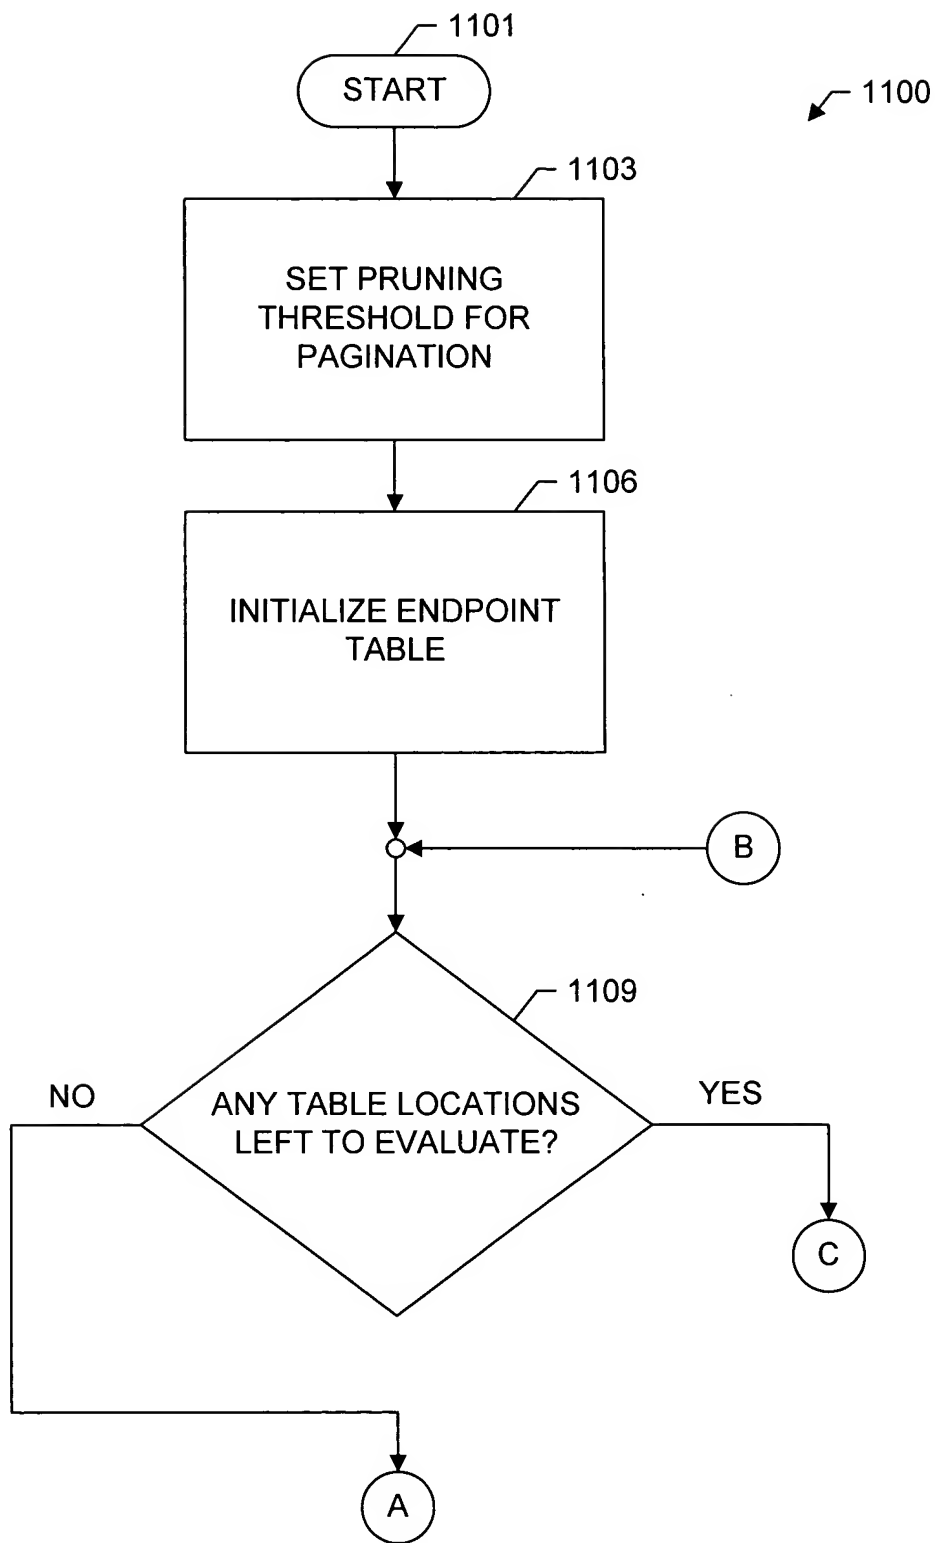 1101
START
1100
1103
SET PRUNING
THRESHOLD FOR
PAGINATION
1106
INITIALIZE ENDPOINT
TABLE
B
1109
NO
YES
ANY TABLE LOCATIONS
LEFT TO EVALUATE?
C
A